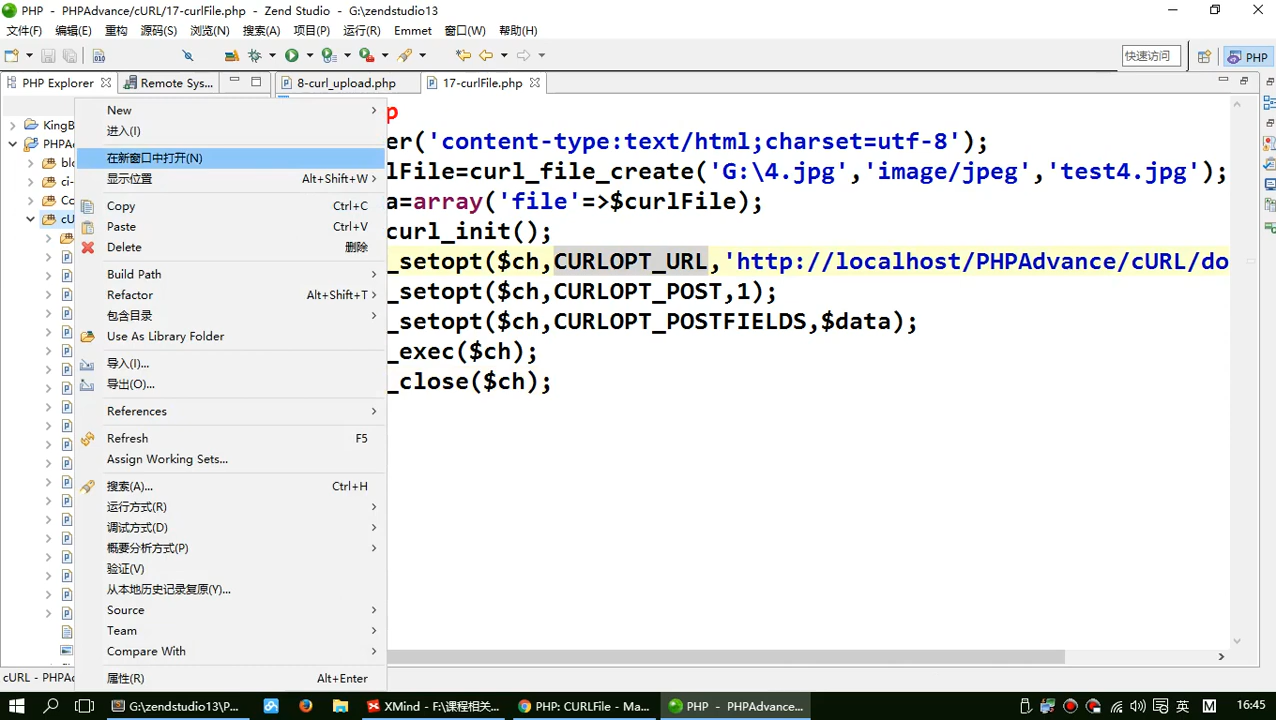 PHP - PHPAdvance/cURL/17-curlFile.php - Zend Studio - G:\zendstudio13
文件(F) 编辑(E) 重构 源码(S) 浏览(N) 搜索(A) 项目(P) 运行(R) Emmet 窗口(W) 帮助(H)
快速访问 PHP
PHP Explorer Remote Sys... 8-curl_upload.php 17-curlFile.php
KingB
PHPA
blo
ci-
Co
cU
New
进入(I)
在新窗口中打开(N)
显示位置 Alt+Shift+W
Copy Ctrl+C
Paste Ctrl+V
Delete 删除
Build Path
Refactor Alt+Shift+T
包含目录
Use As Library Folder
导入(I)...
导出(O)...
References
Refresh F5
Assign Working Sets...
搜索(A)... Ctrl+H
运行方式(R)
调试方式(D)
概要分析方式(P)
验证(V)
从本地历史记录复原(Y)...
Source
Team
Compare With
属性(R) Alt+Enter
p
er('content-type:text/html;charset=utf-8');
lFile=curl_file_create('G:\4.jpg','image/jpeg','test4.jpg');
a=array('file'=>$curlFile);
curl_init();
_setopt($ch,CURLOPT_URL,'http://localhost/PHPAdvance/cURL/do
_setopt($ch,CURLOPT_POST,1);
_setopt($ch,CURLOPT_POSTFIELDS,$data);
_exec($ch);
_close($ch);
cURL - PHPA
G:\zendstudio13\P... XMind - F:\课程相关... PHP: CURLFile - Ma... PHP - PHPAdvance... 英 M 16:45